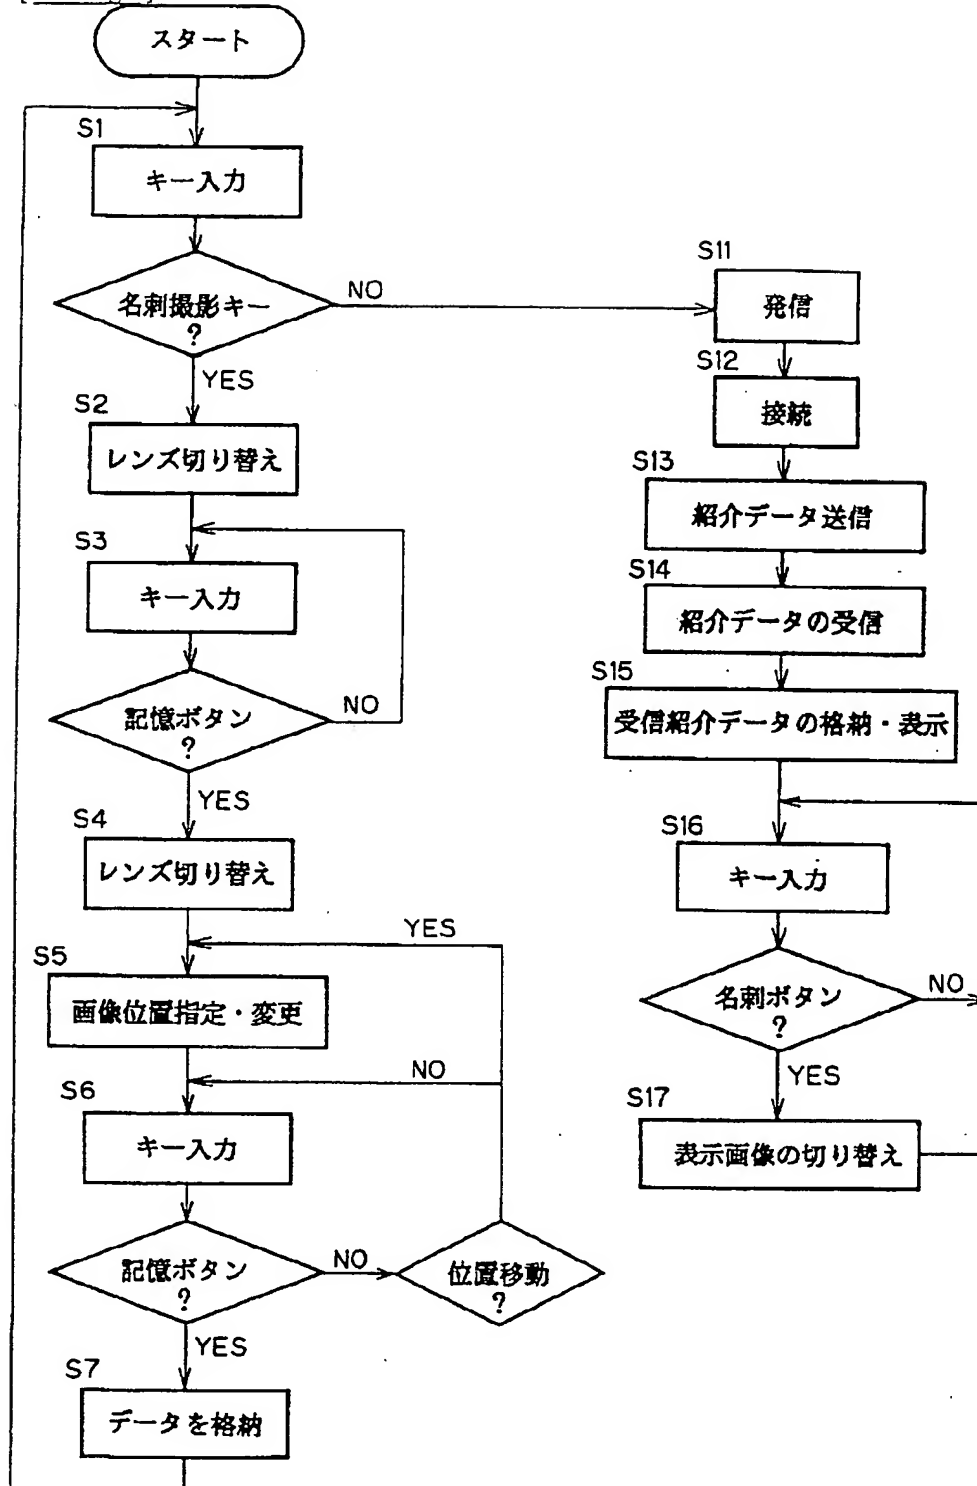 スタート
S1
キー入力
名刺撮影キー
?
NO
YES
S2
レンズ切り替え
S3
キー入力
記憶ボタン
?
NO
YES
S4
レンズ切り替え
YES
S5
画像位置指定・変更
NO
S6
キー入力
記憶ボタン
?
NO
位置移動
?
YES
S7
データを格納
S11
発信
S12
接続
S13
紹介データ送信
S14
紹介データの受信
S15
受信紹介データの格納・表示
S16
キー入力
名刺ボタン
?
NO
YES
S17
表示画像の切り替え